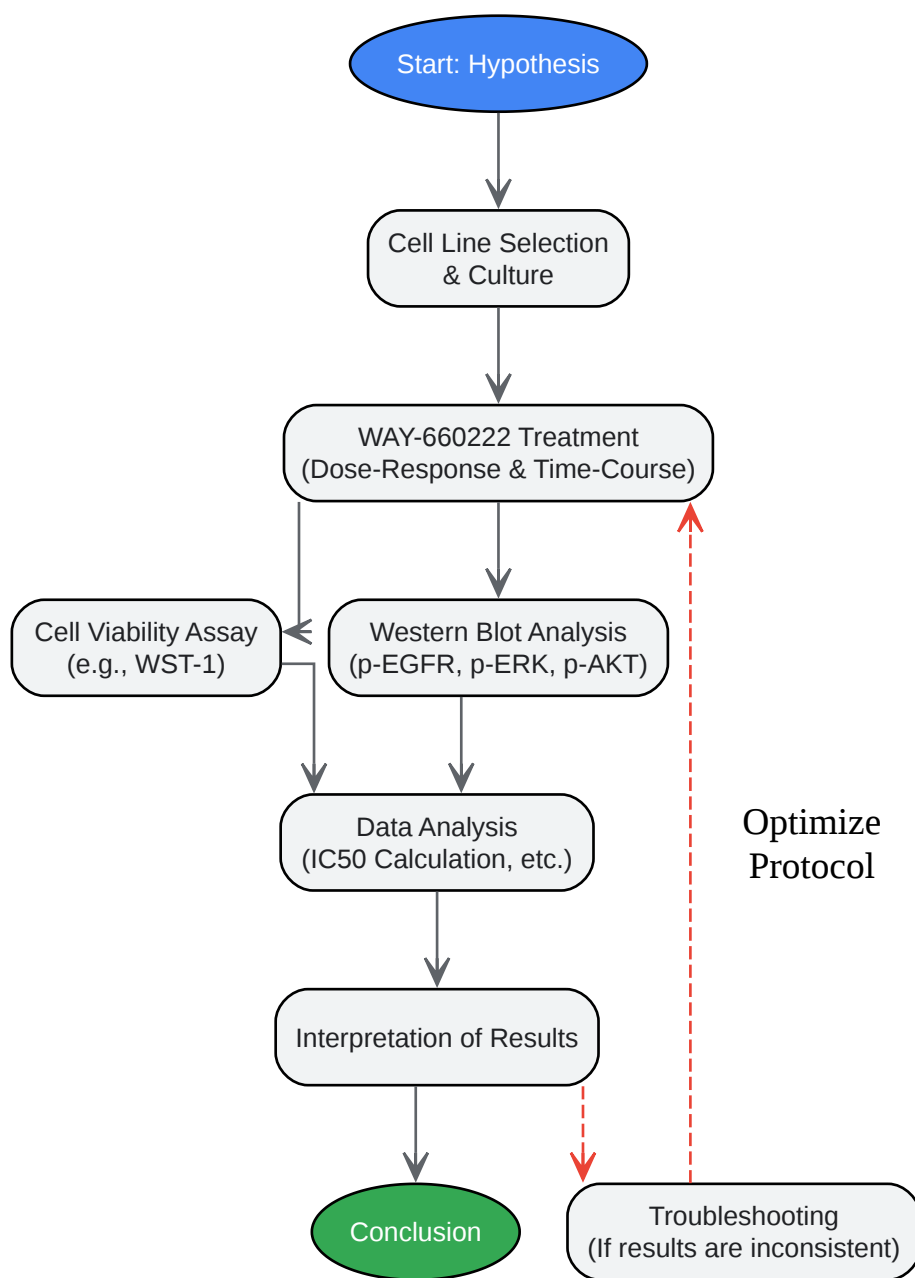 Start: Hypothesis
Cell Line Selection
& Culture
WAY-660222 Treatment
(Dose-Response & Time-Course)
Cell Viability Assay
(e.g., WST-1)
Western Blot Analysis
(p-EGFR, p-ERK, p-AKT)
Data Analysis
(IC50 Calculation, etc.)
Optimize
Protocol
Interpretation of Results
Conclusion
Troubleshooting
(If results are inconsistent)